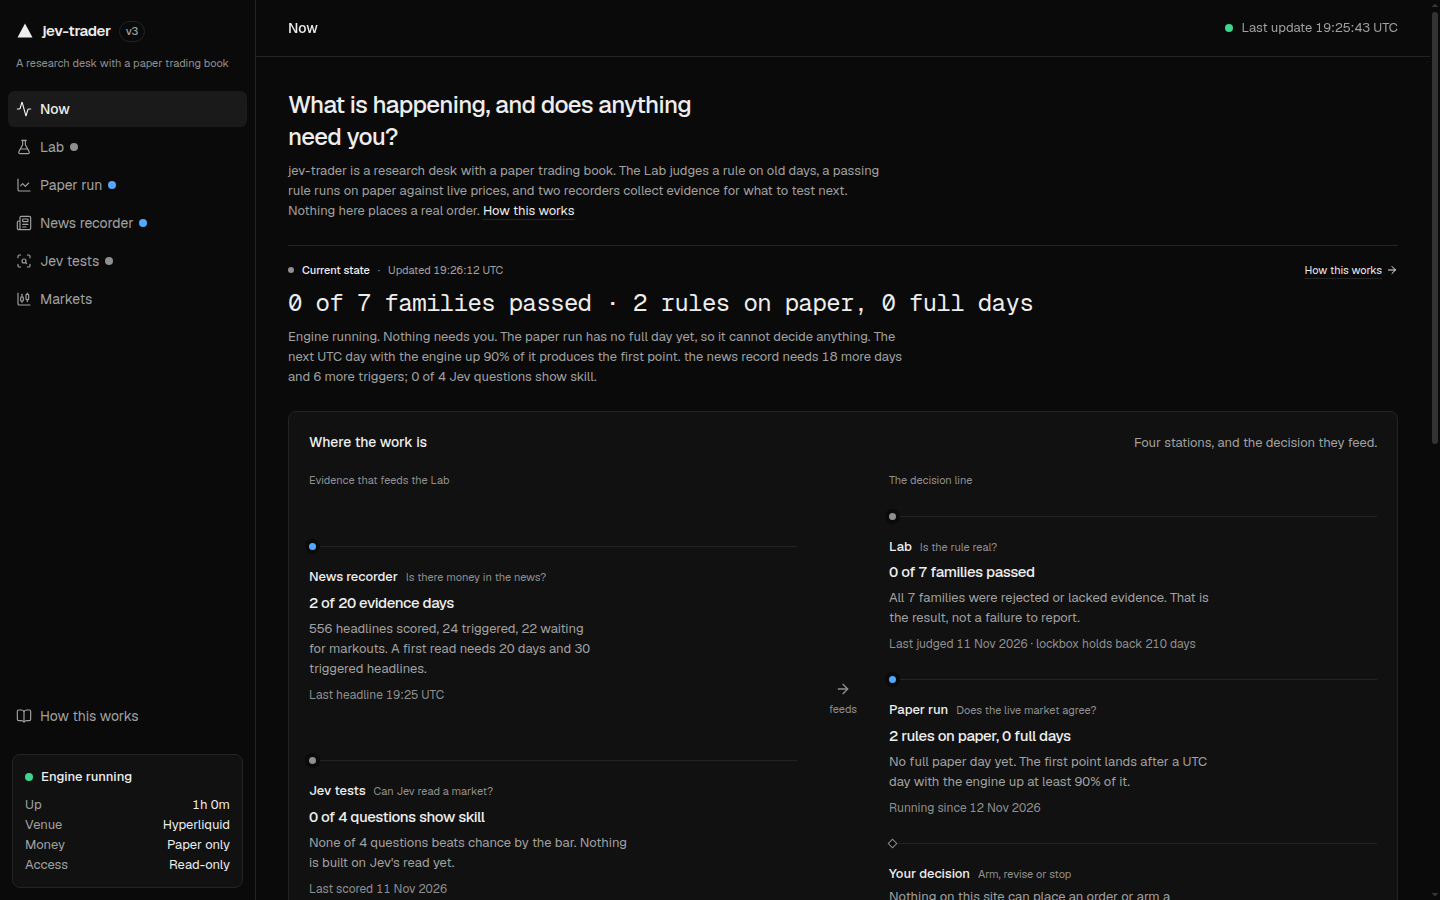 jev-trader v3
A research desk with a paper trading book
Now
Lab
Paper run
News recorder
Jev tests
Markets
How this works
Engine running
Up 1h 0m
Venue Hyperliquid
Money Paper only
Access Read-only
Now
Last update 19:25:43 UTC
What is happening, and does anything
need you?
jev-trader is a research desk with a paper trading book. The Lab judges a rule on old days, a passing
rule runs on paper against live prices, and two recorders collect evidence for what to test next.
Nothing here places a real order. How this works
Current state · Updated 19:26:12 UTC
How this works →
0 of 7 families passed · 2 rules on paper, 0 full days
Engine running. Nothing needs you. The paper run has no full day yet, so it cannot decide anything. The
next UTC day with the engine up 90% of it produces the first point. the news record needs 18 more days
and 6 more triggers; 0 of 4 Jev questions show skill.
Where the work is
Four stations, and the decision they feed.
Evidence that feeds the Lab
News recorder Is there money in the news?
2 of 20 evidence days
556 headlines scored, 24 triggered, 22 waiting
for markouts. A first read needs 20 days and 30
triggered headlines.
Last headline 19:25 UTC
Jev tests Can Jev read a market?
0 of 4 questions show skill
None of 4 questions beats chance by the bar. Nothing
is built on Jev's read yet.
Last scored 11 Nov 2026
→
feeds
The decision line
Lab Is the rule real?
0 of 7 families passed
All 7 families were rejected or lacked evidence. That is
the result, not a failure to report.
Last judged 11 Nov 2026 · lockbox holds back 210 days
Paper run Does the live market agree?
2 rules on paper, 0 full days
No full paper day yet. The first point lands after a UTC
day with the engine up at least 90% of it.
Running since 12 Nov 2026
Your decision Arm, revise or stop
Nothing on this site can place an order or arm a